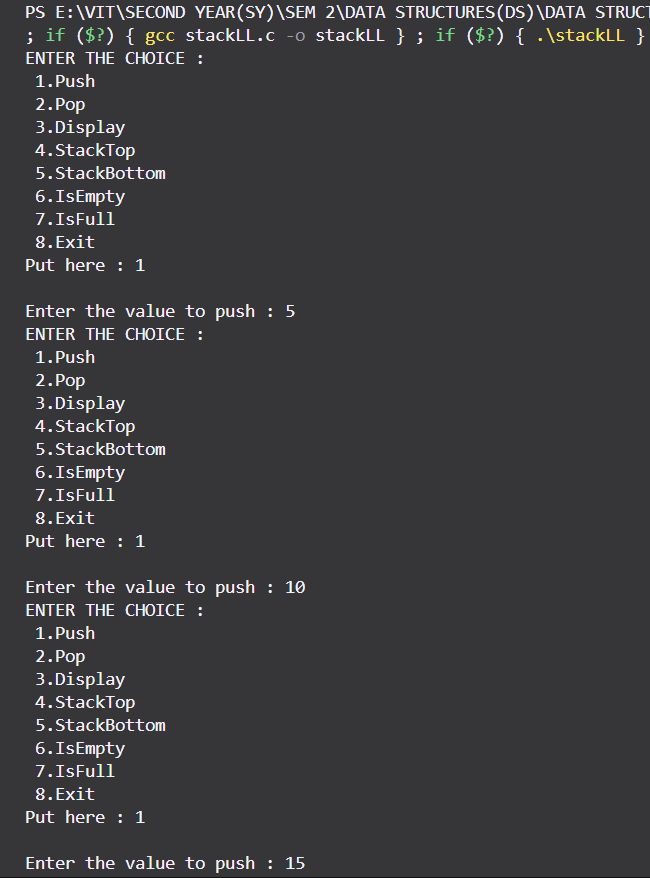 PS E:\VIT\SECOND YEAR(SY)\SEM 2\DATA STRUCTURES(DS)\DATA STRUCT
; if ($?) { gcc stackLL.c -o stackLL } ; if ($?) { .\stackLL }
ENTER THE CHOICE :
1.Push
2.Pop
3.Display
4.StackTop
5.StackBottom
6.IsEmpty
7.IsFull
8.Exit
Put here : 1
Enter the value to push : 5
ENTER THE CHOICE :
1.Push
2.Pop
3.Display
4.StackTop
5.StackBottom
6.IsEmpty
7.IsFull
8.Exit
Put here : 1
Enter the value to push : 10
ENTER THE CHOICE :
1.Push
2.Pop
3.Display
4.StackTop
5.StackBottom
6.IsEmpty
7.IsFull
8.Exit
Put here : 1
Enter the value to push : 15